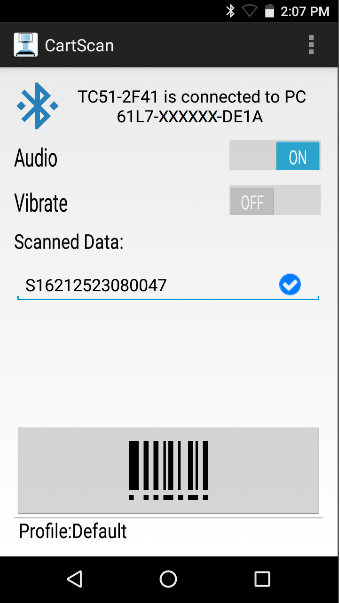 2:07 PM
CartScan
TC51-2F41 is connected to PC
61L7-XXXXXX-DE1A
Audio
ON
Vibrate
OFF
Scanned Data:
S16212523080047
Profile:Default